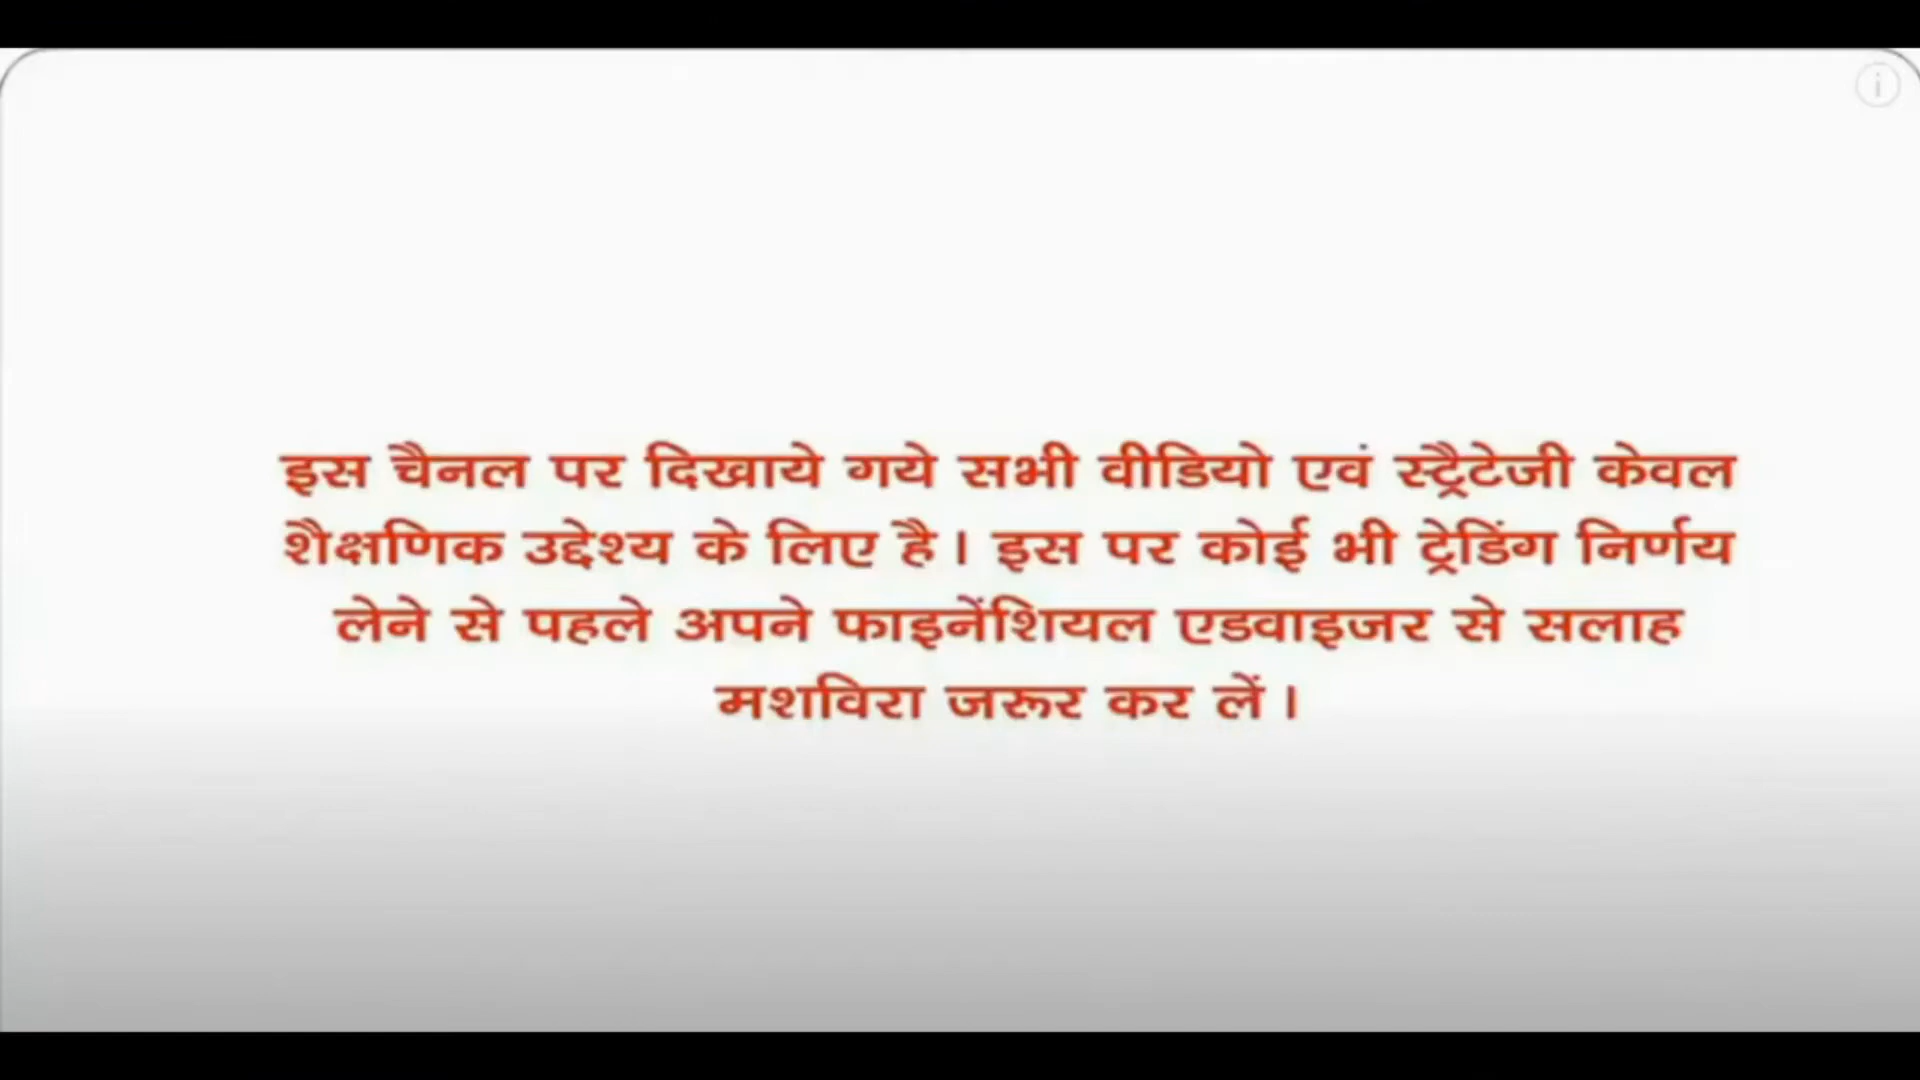 इस चैनल पर दिखाये गये सभी वीडियो एवं स्ट्रैटेजी केवल
शैक्षणिक उद्देश्य के लिए है। इस पर कोई भी ट्रेडिंग निर्णय
लेने से पहले अपने फाइनेंशियल एडवाइजर से सलाह
मशविरा जरूर कर लें।